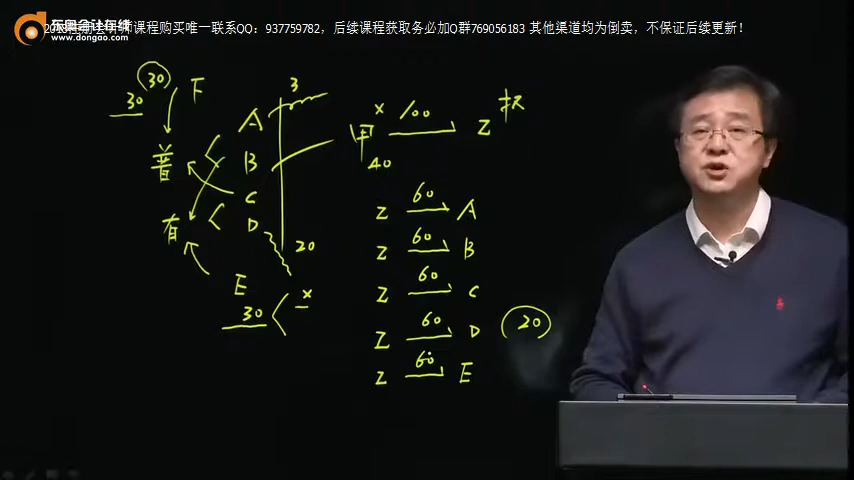 东奥会计在线
www.dongao.com
课程购买唯一联系QQ：937759782，后续课程获取务必加Q群769056183 其他渠道均为倒卖，不保证后续更新！
30 30 F
3
A
普 B
C
有 D
20
E
30 x
x 100
甲 Z 权
40
Z 60 A
Z 60 B
Z 60 C
Z 60 D 20
Z 60 E